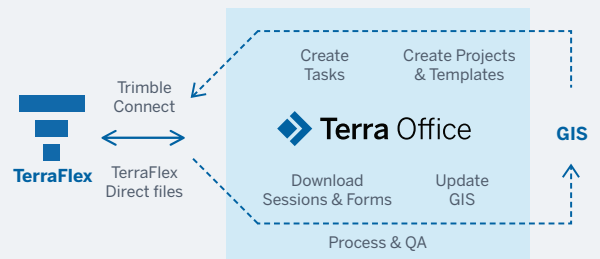 Create
Tasks
Create Projects
& Templates
Trimble
Connect
TerraFlex
TerraFlex
Direct files
Terra Office
GIS
Download
Sessions & Forms
Update
GIS
Process & QA